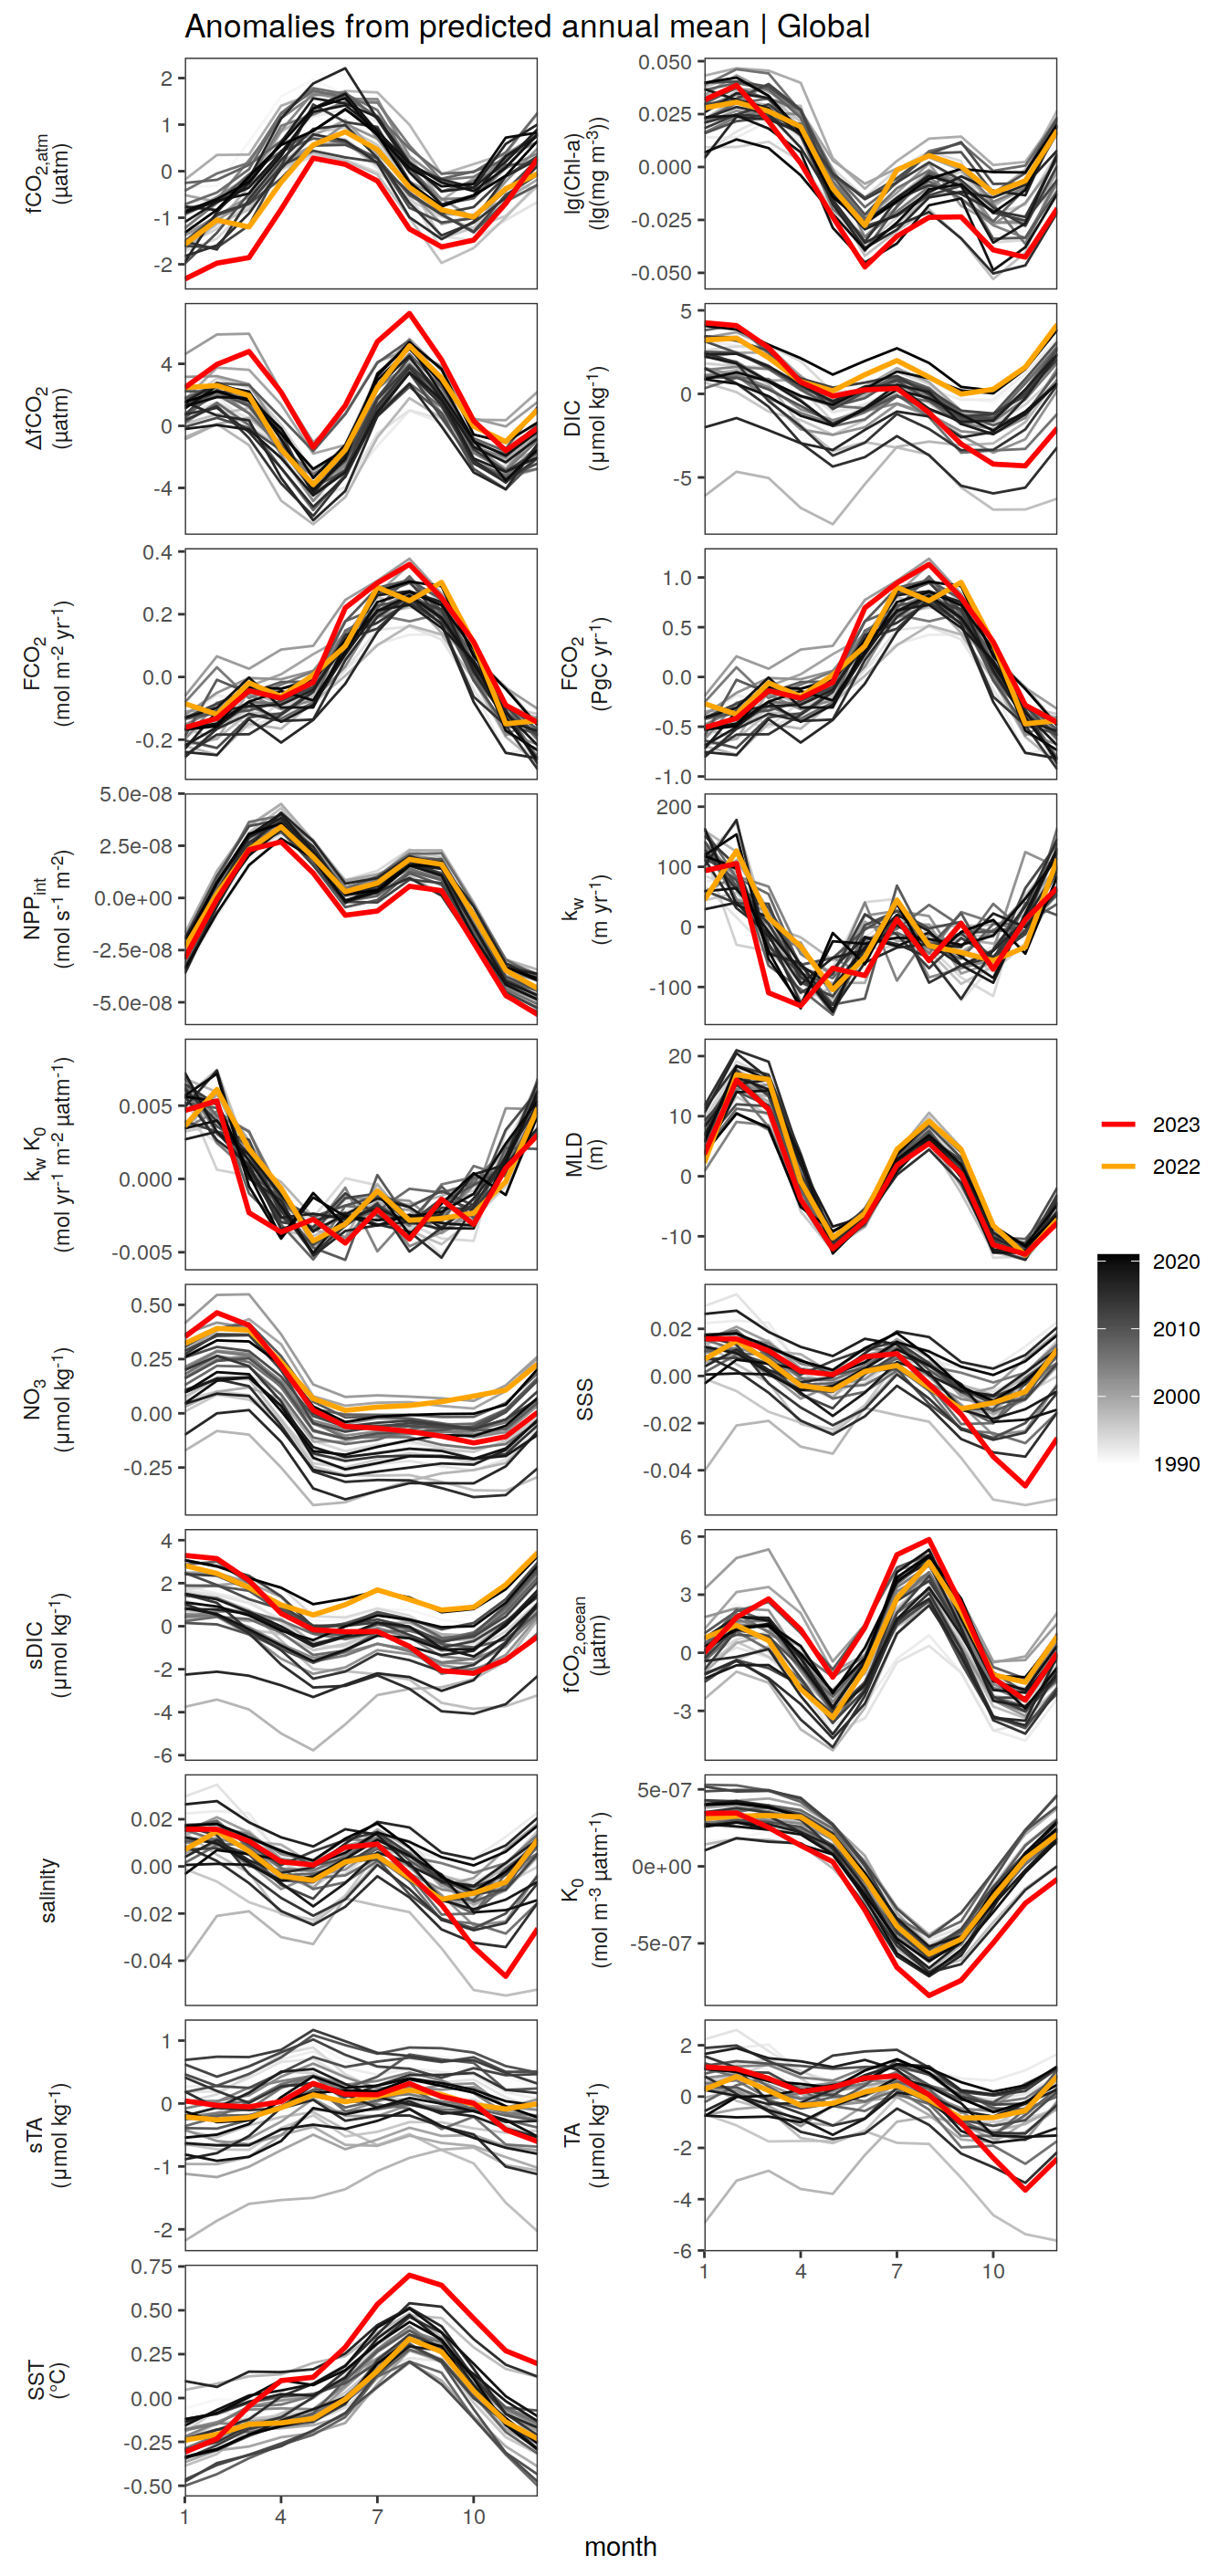 Anomalies from predicted annual mean | Global
fCO2,atm
(µatm)
2
1
0
-1
-2
lg(Chl-a)
(lg(mg m-3))
0.050
0.025
0.000
-0.025
-0.050
ΔfCO2
(µatm)
4
0
-4
DIC
(µmol kg-1)
5
0
-5
FCO2
(mol m-2 yr-1)
0.4
0.2
0.0
-0.2
FCO2
(PgC yr-1)
1.0
0.5
0.0
-0.5
-1.0
NPPint
(mol s-1 m-2)
5.0e-08
2.5e-08
0.0e+00
-2.5e-08
-5.0e-08
kw
(m yr-1)
200
100
0
-100
kw K0
(mol yr-1 m-2 µatm-1)
0.005
0.000
-0.005
MLD
(m)
20
10
0
-10
2023
2022
2020
2010
2000
1990
NO3
(µmol kg-1)
0.50
0.25
0.00
-0.25
SSS
0.02
0.00
-0.02
-0.04
sDIC
(µmol kg-1)
4
2
0
-2
-4
-6
fCO2,ocean
(µatm)
6
3
0
-3
salinity
0.02
0.00
-0.02
-0.04
K0
(mol m-3 µatm-1)
5e-07
0e+00
-5e-07
sTA
(µmol kg-1)
1
0
-1
-2
TA
(µmol kg-1)
2
0
-2
-4
-6
1 4 7 10
SST
(°C)
0.75
0.50
0.25
0.00
-0.25
-0.50
1 4 7 10
month